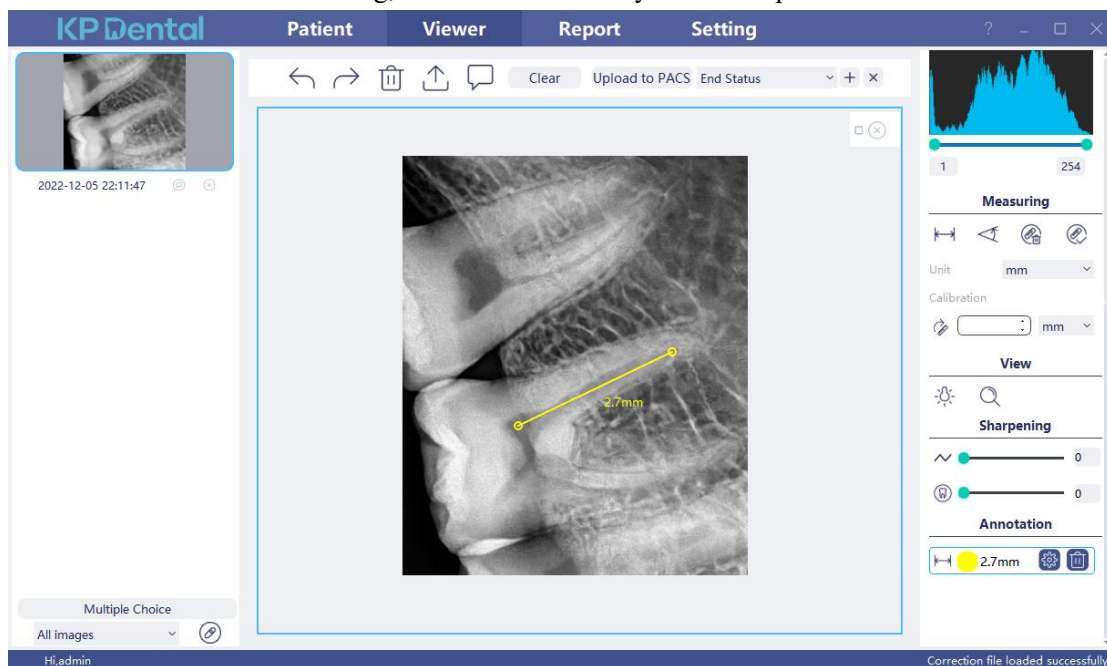 KP Dental
Patient
Viewer
Report
Setting
?
Clear
Upload to PACS
End Status
2022-12-05 22:11:47
1
254
Measuring
Unit
mm
Calibration
mm
View
Sharpening
0
0
Annotation
2.7mm
2.7mm
Multiple Choice
All images
Hi,admin
Correction file loaded successfully